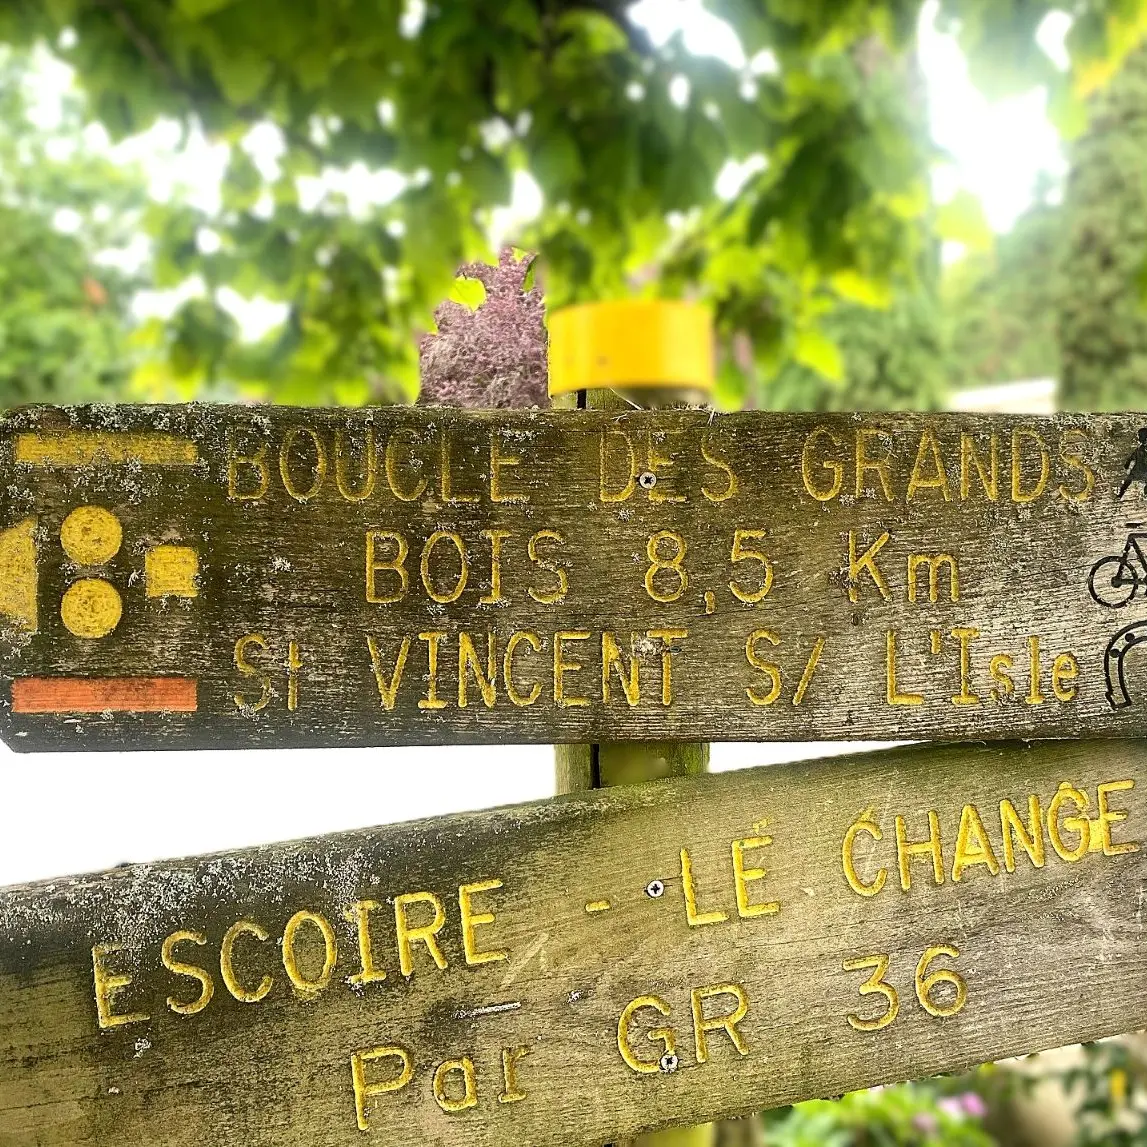 BOUCLE DES GRANDS
BOIS 8,5 Km
St VINCENT S/ L'Isle
ESCOIRE - LE CHANGE
Par GR 36